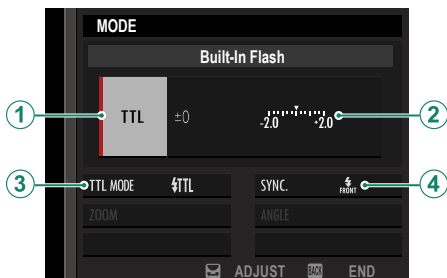 MODE
Built-In Flash
1 TTL ±0 -2.0 +2.0 2
3 TTL MODE TTL SYNC. FRONT 4
ZOOM ANGLE
ADJUST BACK END